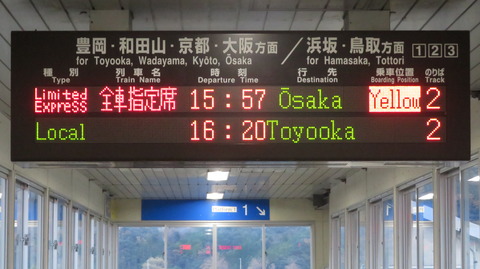 豊岡・和田山・京都・大阪方面 ／浜坂・鳥取方面 1 2 3
for Toyooka, Wadayama, Kyōto, Ōsaka for Hamasaka, Tottori
種別 列車名 時刻 行先 乗車位置 のりば
Type Train Name Departure Time Destination Boarding Position Track
Limited Express 全車指定席 15:57 Ōsaka Yellow 2
Local 16:20 Toyooka 2
1 ↘